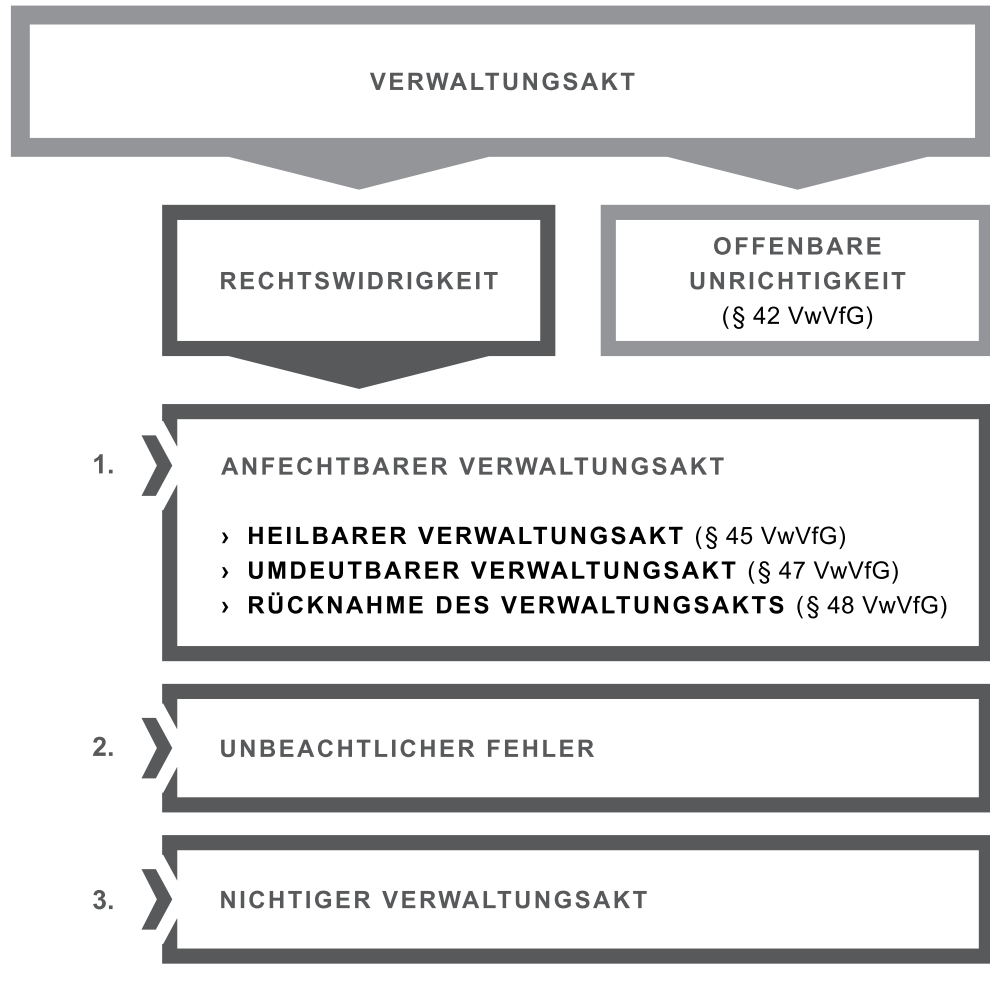 VERWALTUNGSAKT
RECHTSWIDRIGKEIT
OFFENBARE
UNRICHTIGKEIT
(§ 42 VwVfG)
1.
ANFECHTBARER VERWALTUNGSAKT
› HEILBARER VERWALTUNGSAKT (§ 45 VwVfG)
› UMDEUTBARER VERWALTUNGSAKT (§ 47 VwVfG)
› RÜCKNAHME DES VERWALTUNGSAKTS (§ 48 VwVfG)
2.
UNBEACHTLICHER FEHLER
3.
NICHTIGER VERWALTUNGSAKT